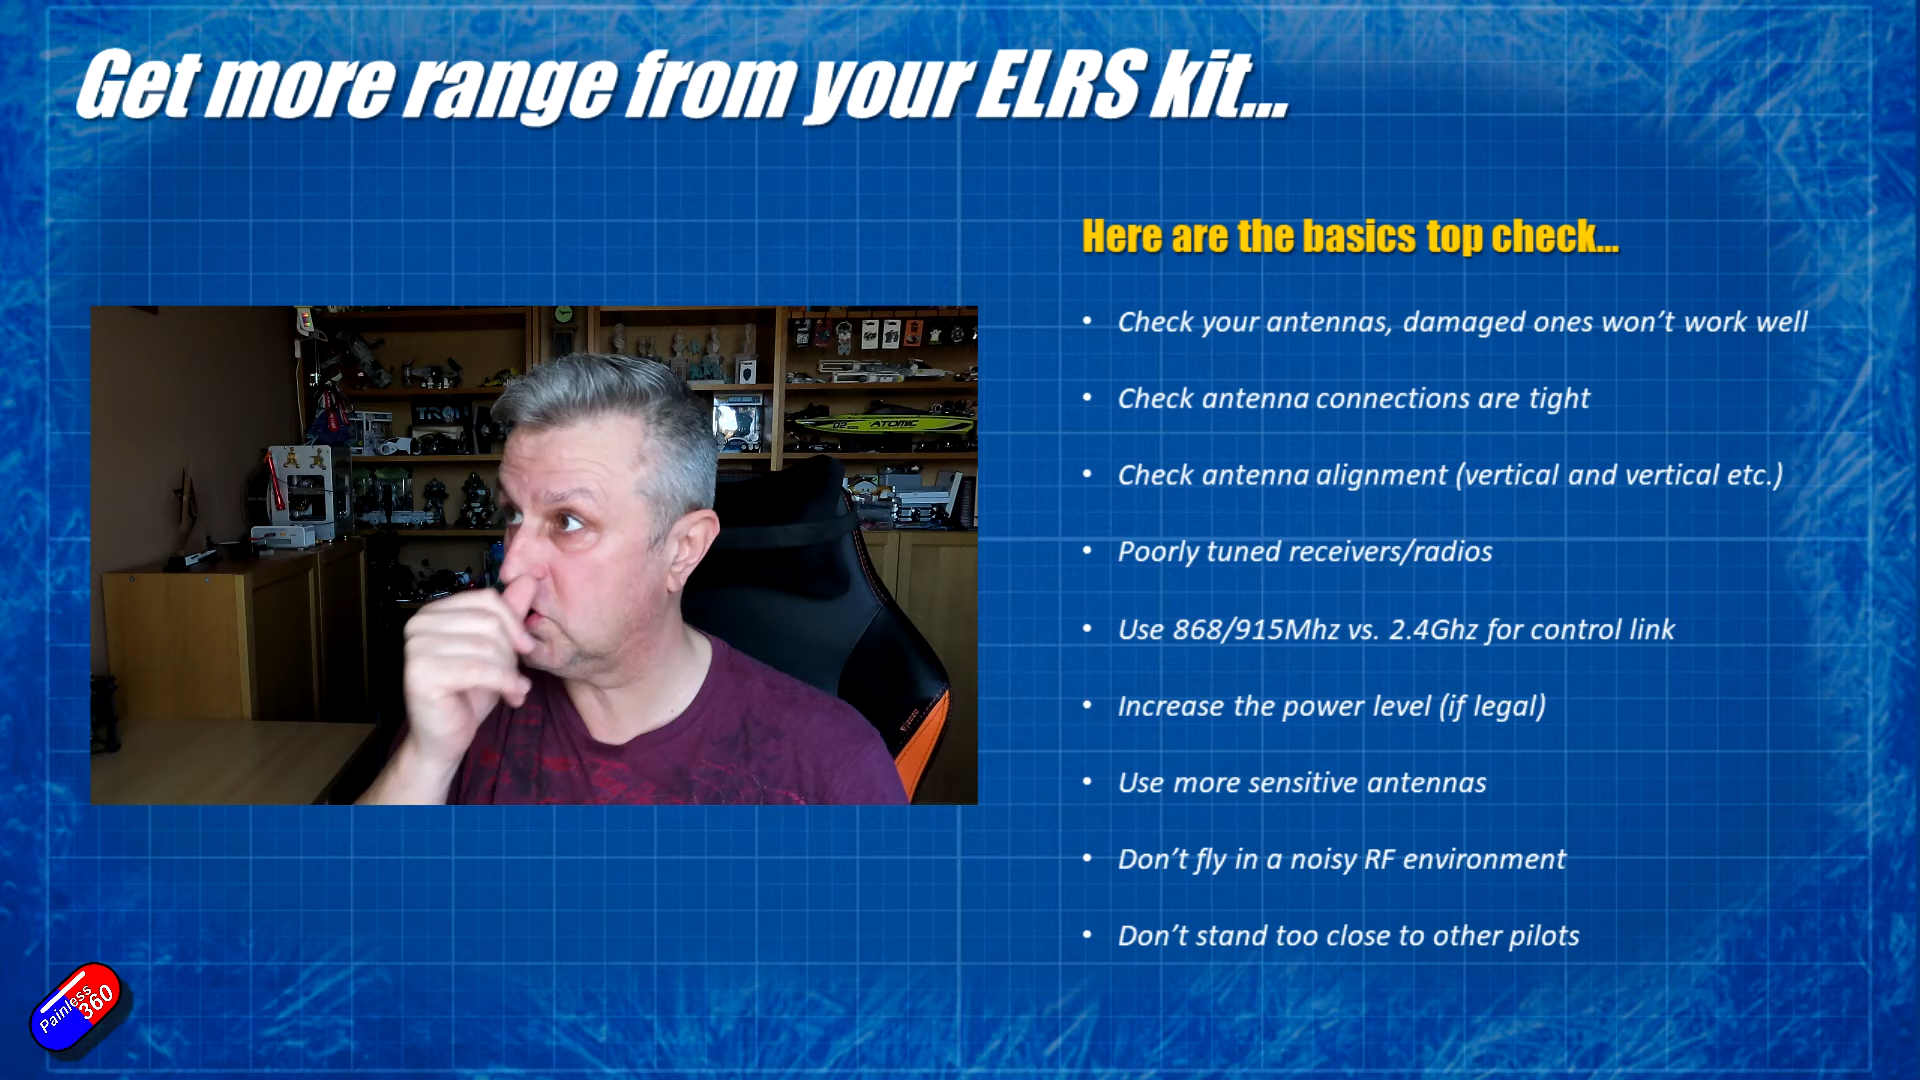 Get more range from your ELRS kit...
Here are the basics top check...
• Check your antennas, damaged ones won't work well
• Check antenna connections are tight
• Check antenna alignment (vertical and vertical etc.)
• Poorly tuned receivers/radios
• Use 868/915Mhz vs. 2.4Ghz for control link
• Increase the power level (if legal)
• Use more sensitive antennas
• Don't fly in a noisy RF environment
• Don't stand too close to other pilots
TRON
02
ATOMIC
Painless
360